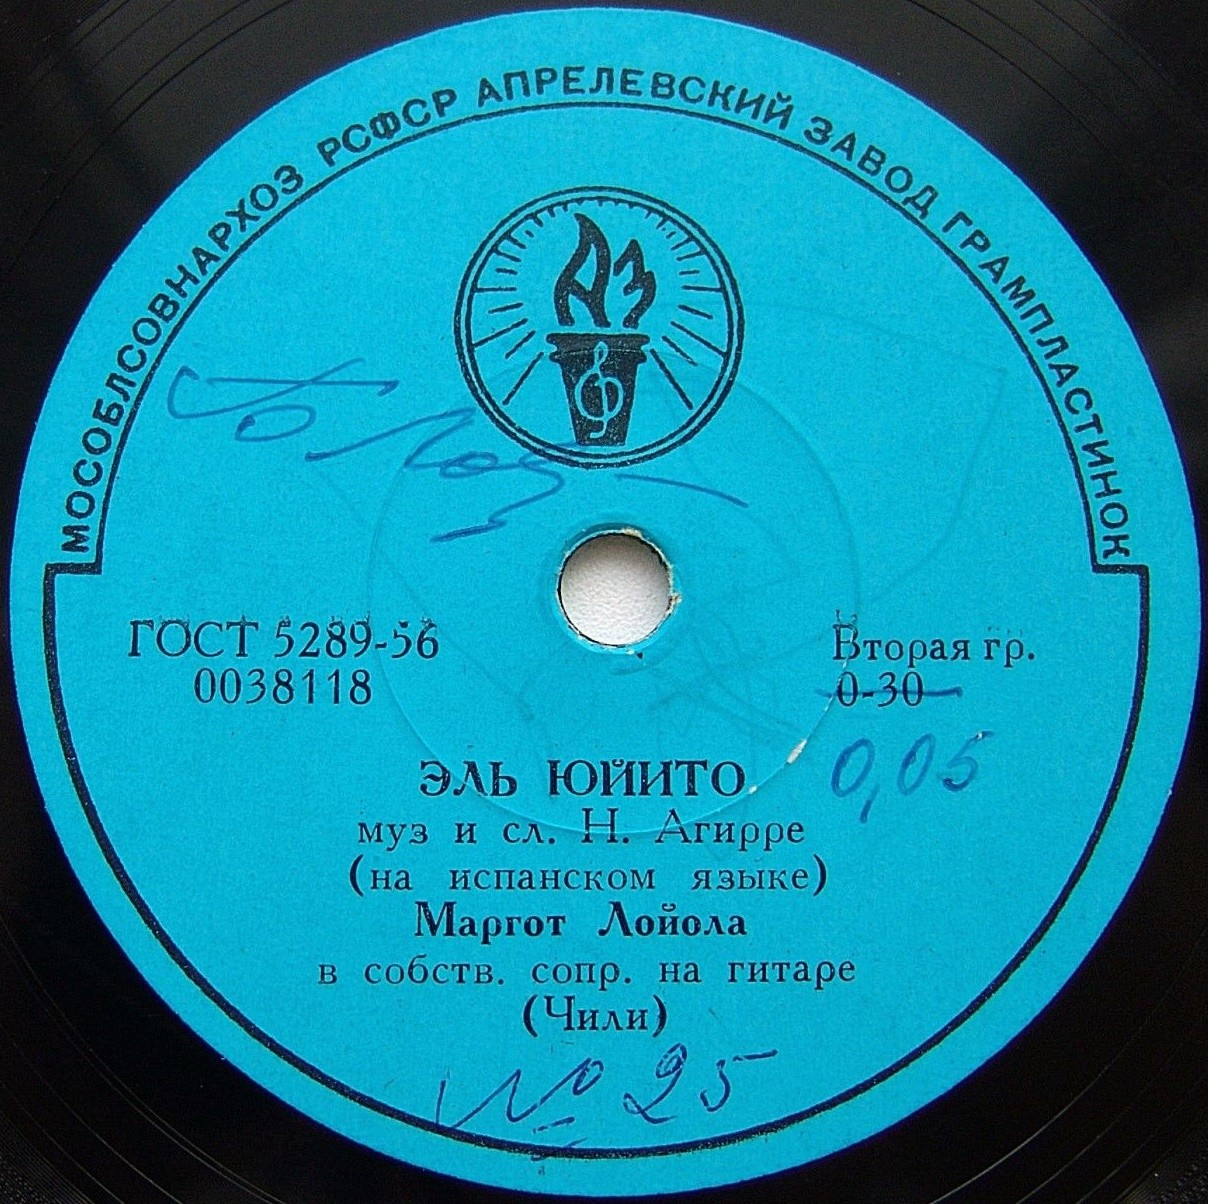 МОСОБЛСОВНАРХОЗ РСФСР АПРЕЛЕВСКИЙ ЗАВОД ГРАМПЛАСТИНОК
АЗ
ГОСТ 5289-56
0038118
Вторая гр.
0-30
0,05
ЭЛЬ ЮЙИТО
муз и сл. Н. Агирре
(на испанском языке)
Маргот Лойола
в собств. сопр. на гитаре
(Чили)
№ 25